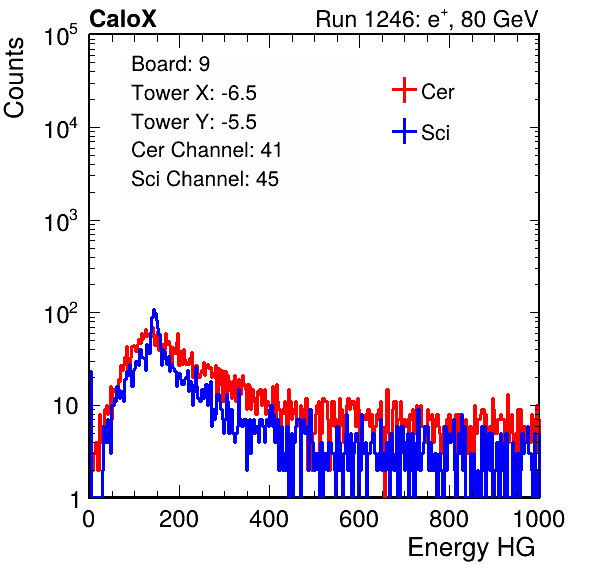 CaloX Run 1246: e⁺, 80 GeV
Counts
Board: 9
Tower X: -6.5
Tower Y: -5.5
Cer Channel: 41
Sci Channel: 45
Cer
Sci
10⁵
10⁴
10³
10²
10
1
0 200 400 600 800 1000
Energy HG